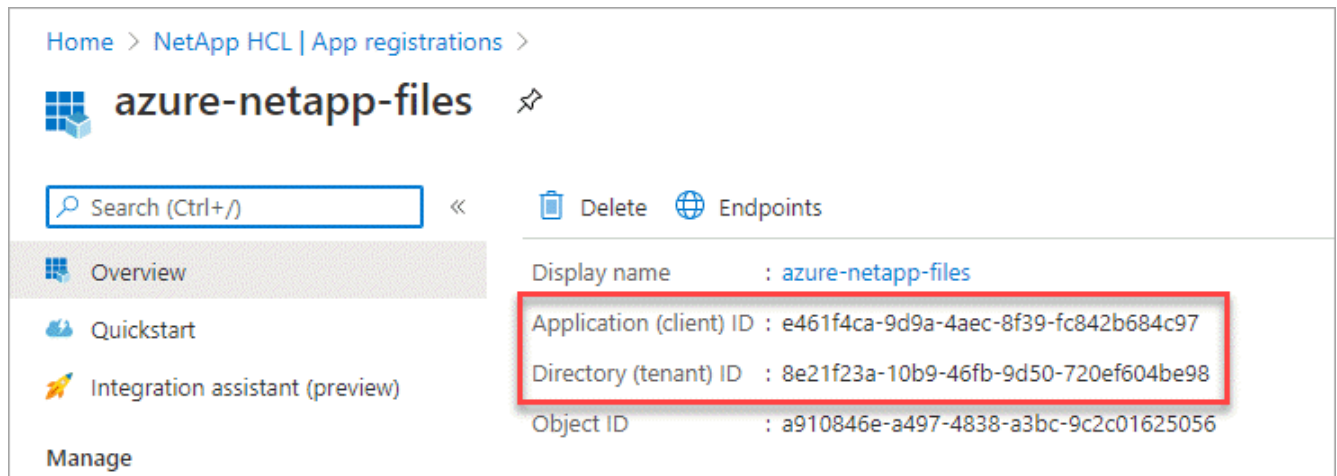 Home > NetApp HCL | App registrations >
azure-netapp-files
Search (Ctrl+/)
«
Delete
Endpoints
Overview
Quickstart
Integration assistant (preview)
Manage
Display name : azure-netapp-files
Application (client) ID : e461f4ca-9d9a-4aec-8f39-fc842b684c97
Directory (tenant) ID : 8e21f23a-10b9-46fb-9d50-720ef604be98
Object ID : a910846e-a497-4838-a3bc-9c2c01625056